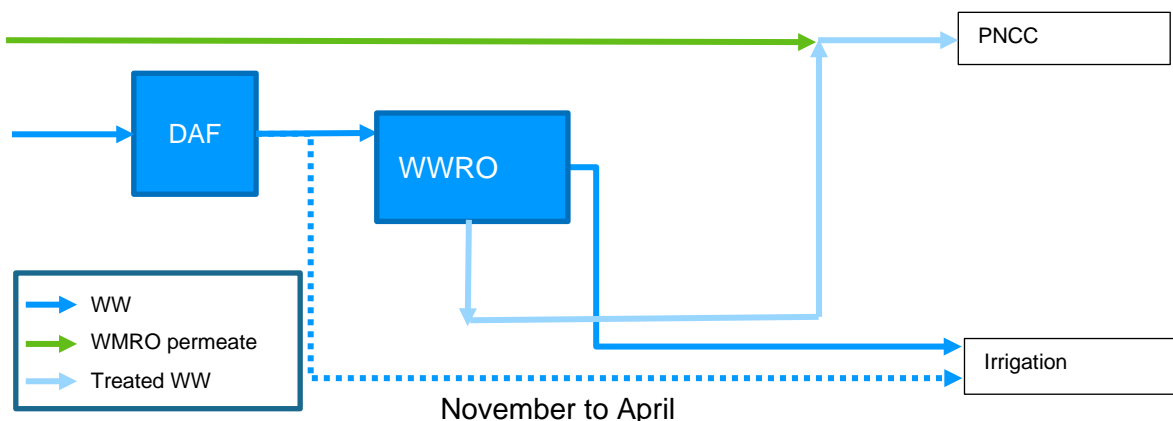 PNCC
DAF
WWRO
WW
WMRO permeate
Treated WW
Irrigation
November to April